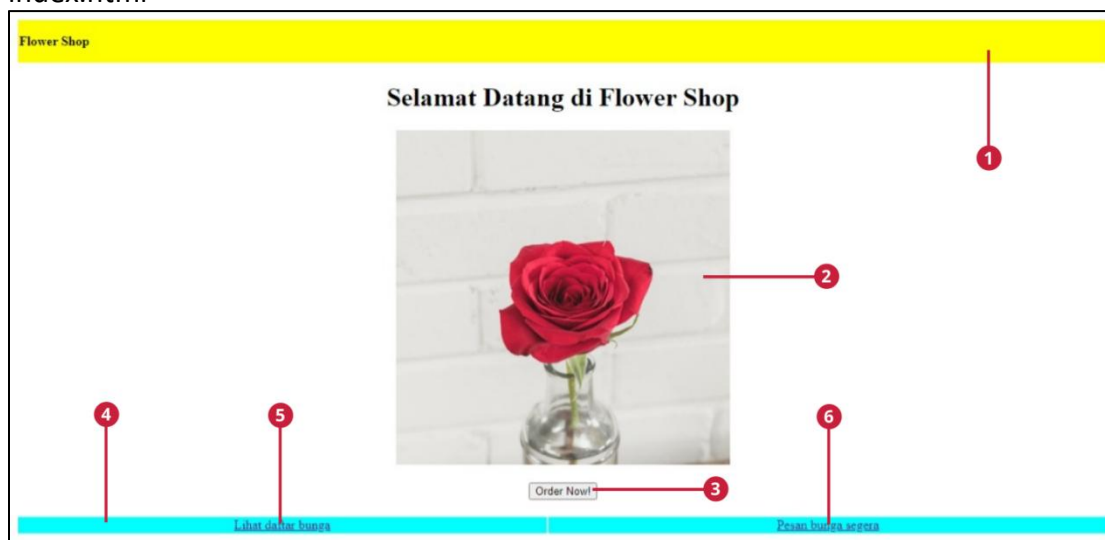 index.html
Flower Shop
Selamat Datang di Flower Shop
1
2
4
5
6
Order Now!
3
Lihat daftar bunga
Pesan bunga segera